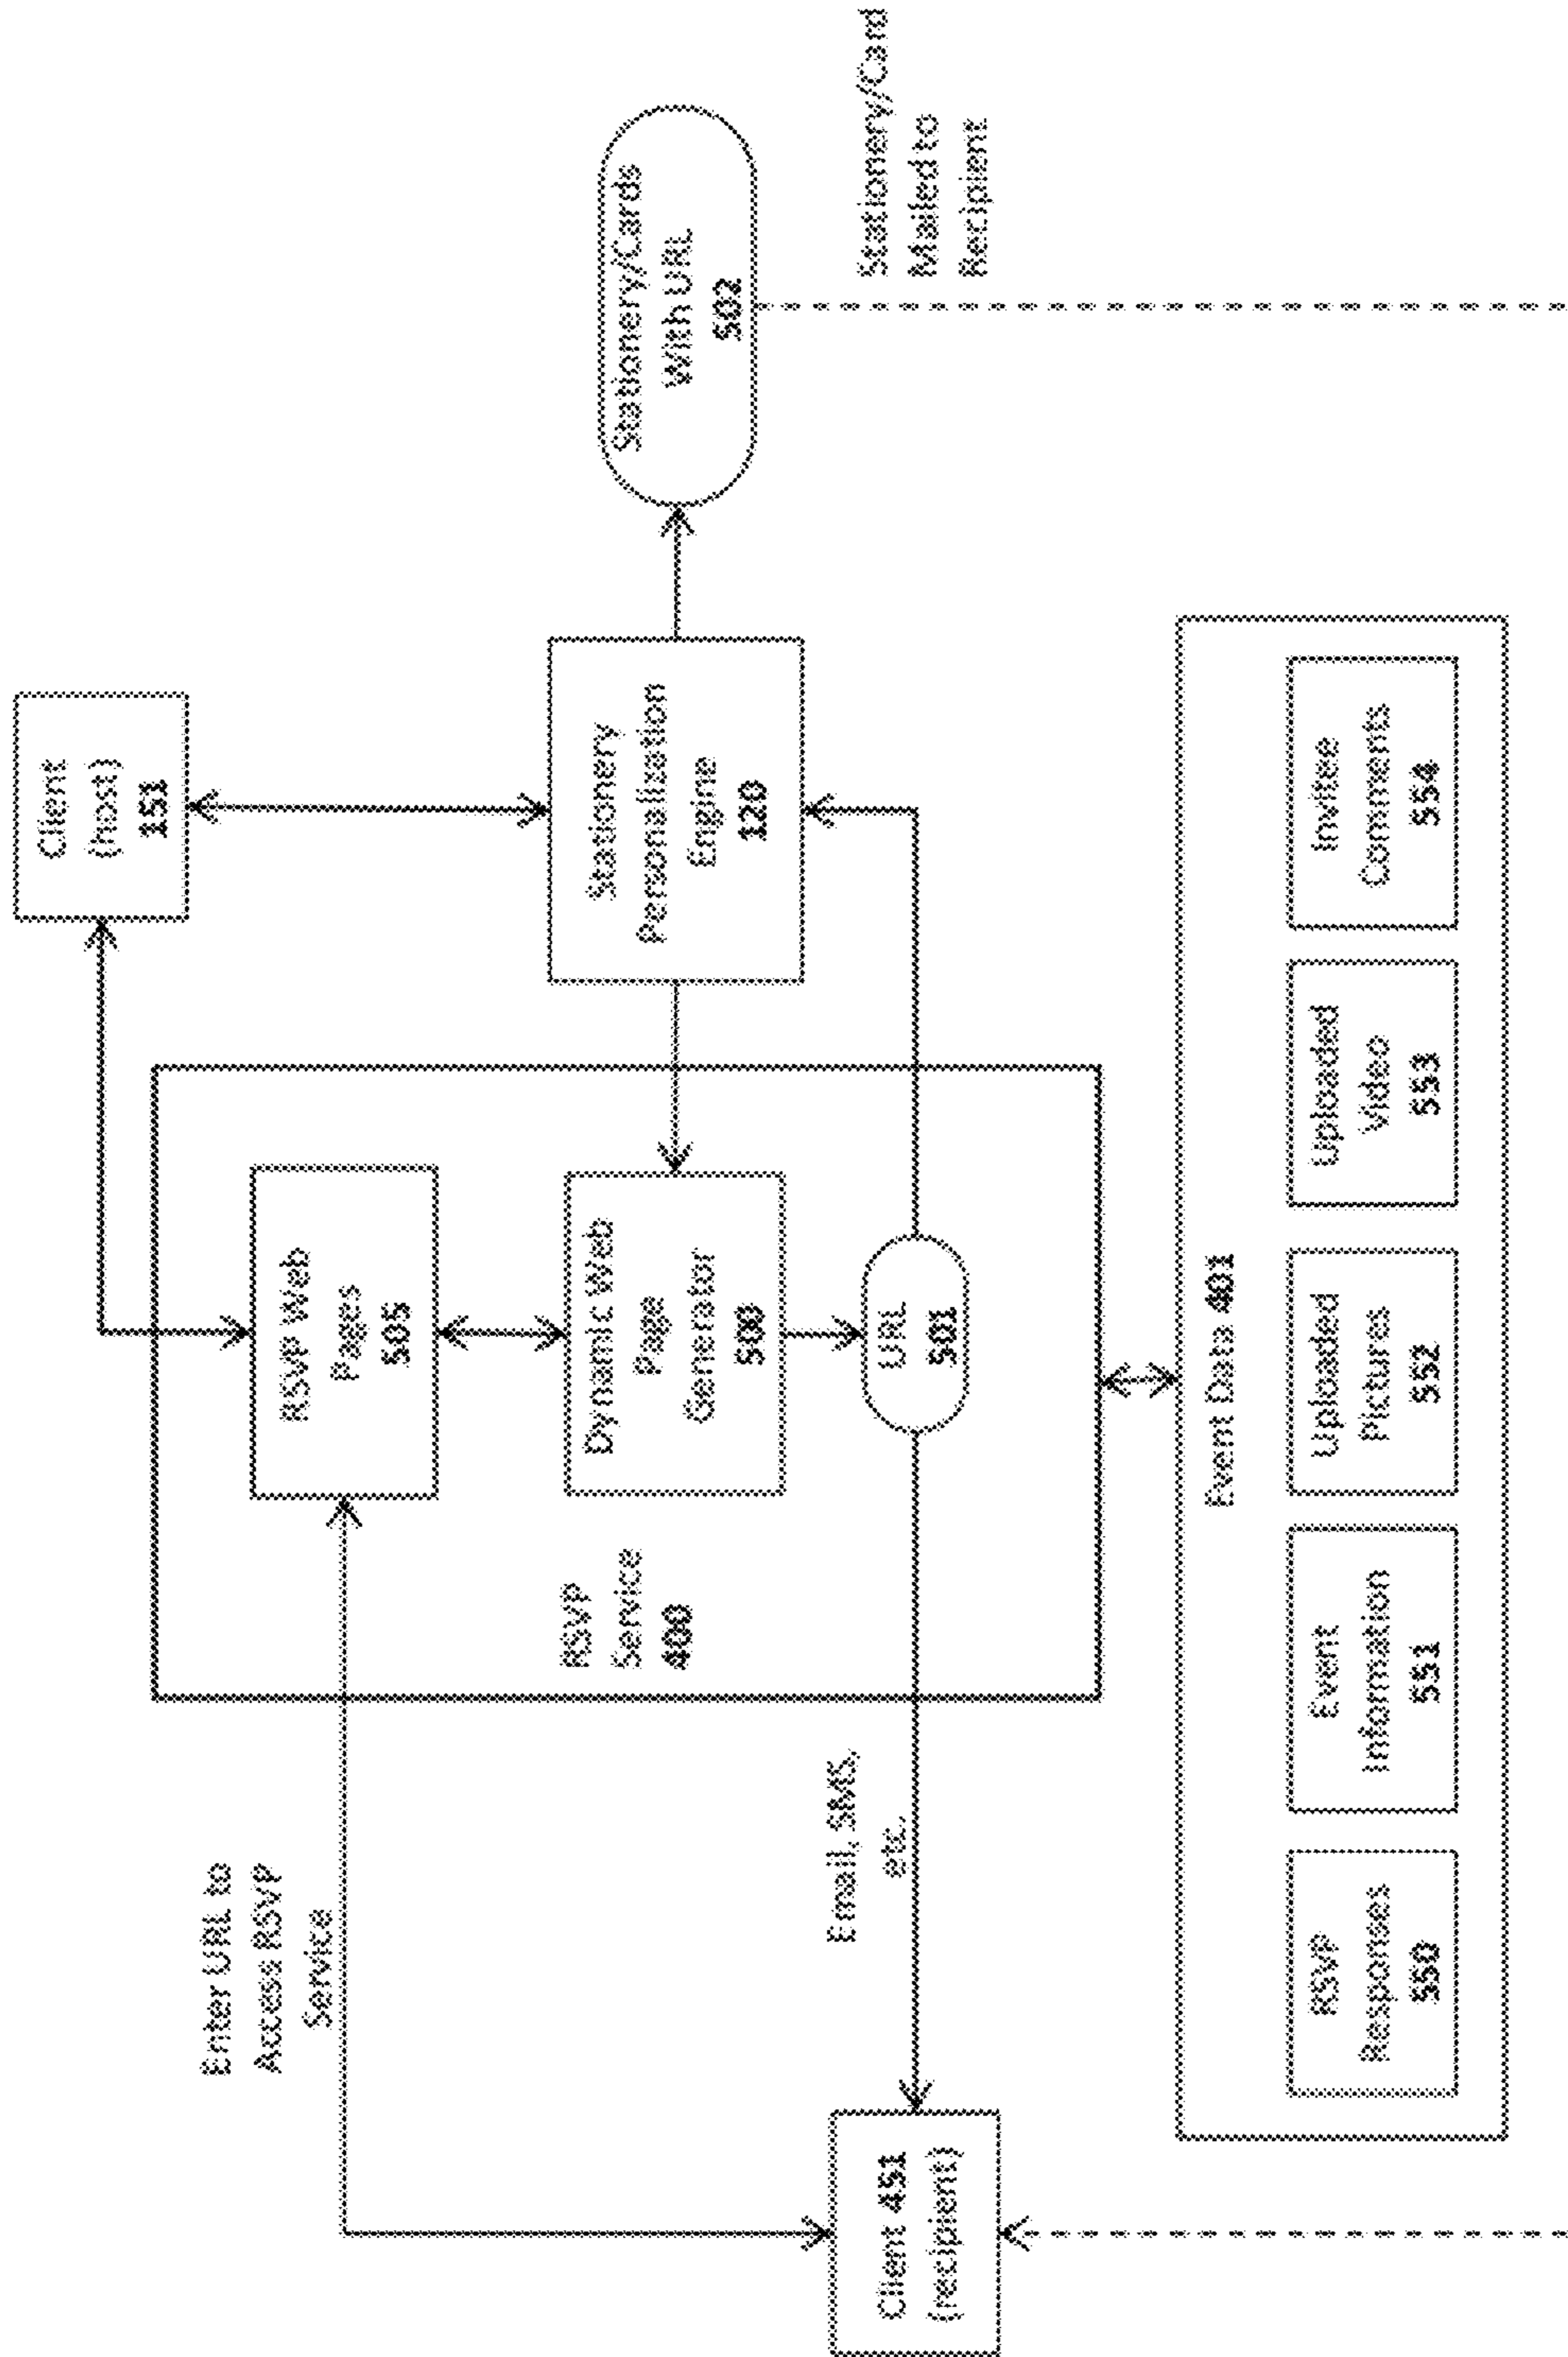 Client
(host)
151
Enter URL to
Access RSVP
Service
RSVP Web
Pages
505
Stationery
Personalization
Engine
120
Stationery/Cards
With URL
502
RSVP
Service
400
Dynamic Web
Page
Generator
500
Email, SMS,
etc.
URL
501
Stationery/Card
Mailed to
Recipient
Client 451
(recipient)
Event Data 401
RSVP
Responses
550
Event
Information
551
Uploaded
Pictures
552
Uploaded
Video
553
Invitee
Comments
554